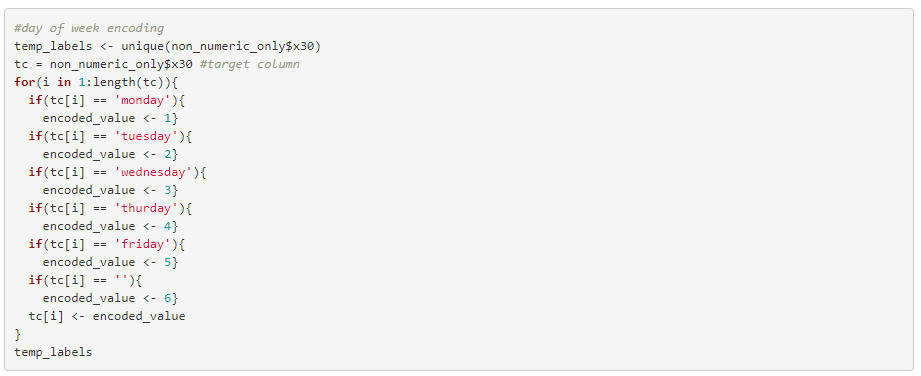 #day of week encoding
temp_labels <- unique(non_numeric_only$x30)
tc = non_numeric_only$x30 #target column
for(i in 1:length(tc)){
  if(tc[i] == 'monday'){
    encoded_value <- 1}
  if(tc[i] == 'tuesday'){
    encoded_value <- 2}
  if(tc[i] == 'wednesday'){
    encoded_value <- 3}
  if(tc[i] == 'thurday'){
    encoded_value <- 4}
  if(tc[i] == 'friday'){
    encoded_value <- 5}
  if(tc[i] == ''){
    encoded_value <- 6}
  tc[i] <- encoded_value
}
temp_labels